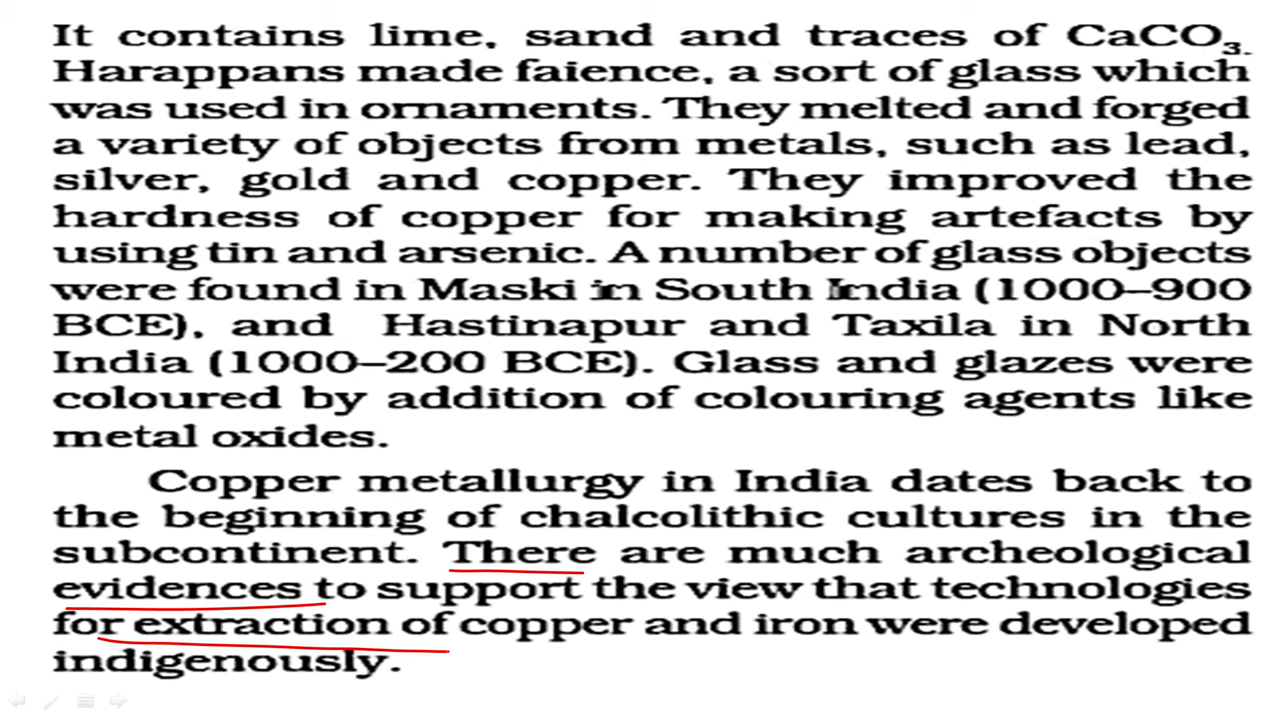 It contains lime, sand and traces of CaCO₃.
Harappans made faience, a sort of glass which
was used in ornaments. They melted and forged
a variety of objects from metals, such as lead,
silver, gold and copper. They improved the
hardness of copper for making artefacts by
using tin and arsenic. A number of glass objects
were found in Maski in South India (1000–900
BCE), and Hastinapur and Taxila in North
India (1000–200 BCE). Glass and glazes were
coloured by addition of colouring agents like
metal oxides.
Copper metallurgy in India dates back to
the beginning of chalcolithic cultures in the
subcontinent. There are much archeological
evidences to support the view that technologies
for extraction of copper and iron were developed
indigenously.